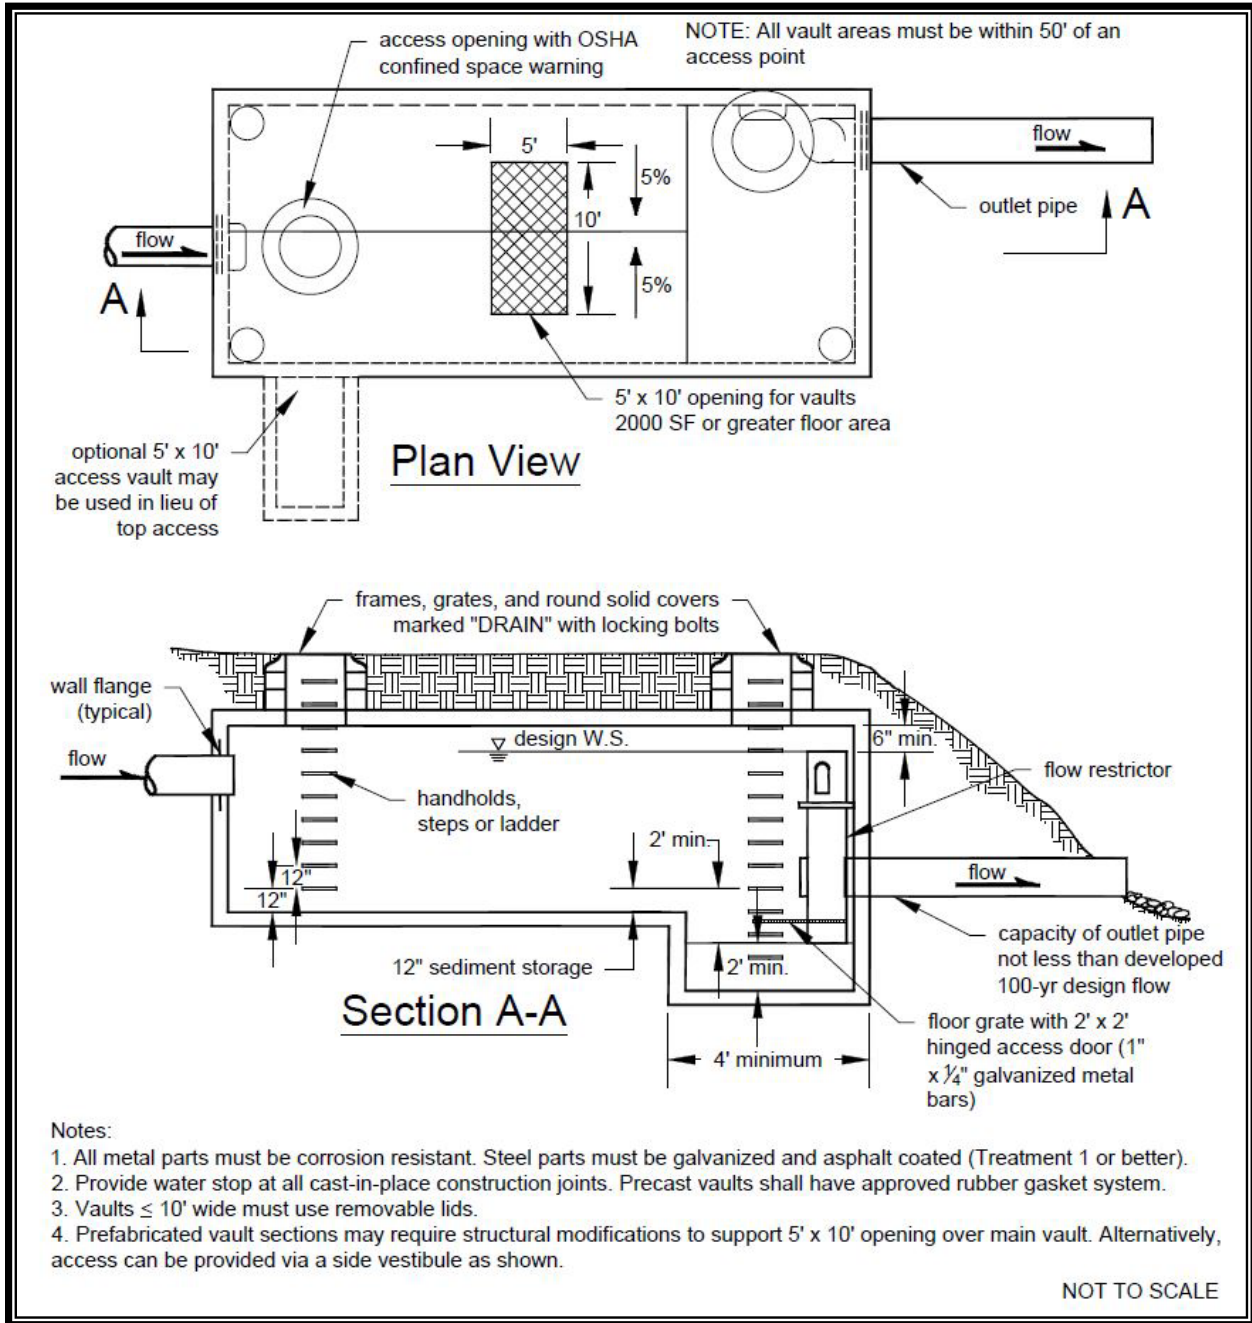 access opening with OSHA
confined space warning
NOTE: All vault areas must be within 50' of an
access point
5'
5%
10'
5%
flow
flow
outlet pipe
A
A
5' x 10' opening for vaults
2000 SF or greater floor area
optional 5' x 10'
access vault may
be used in lieu of
top access
Plan View
frames, grates, and round solid covers
marked "DRAIN" with locking bolts
wall flange
(typical)
flow
design W.S.
6" min.
flow restrictor
handholds,
steps or ladder
2' min.
12"
12"
flow
12" sediment storage
2' min.
capacity of outlet pipe
not less than developed
100-yr design flow
Section A-A
4' minimum
floor grate with 2' x 2'
hinged access door (1"
x ¼" galvanized metal
bars)
Notes:
1. All metal parts must be corrosion resistant. Steel parts must be galvanized and asphalt coated (Treatment 1 or better).
2. Provide water stop at all cast-in-place construction joints. Precast vaults shall have approved rubber gasket system.
3. Vaults ≤ 10' wide must use removable lids.
4. Prefabricated vault sections may require structural modifications to support 5' x 10' opening over main vault. Alternatively,
access can be provided via a side vestibule as shown.
NOT TO SCALE